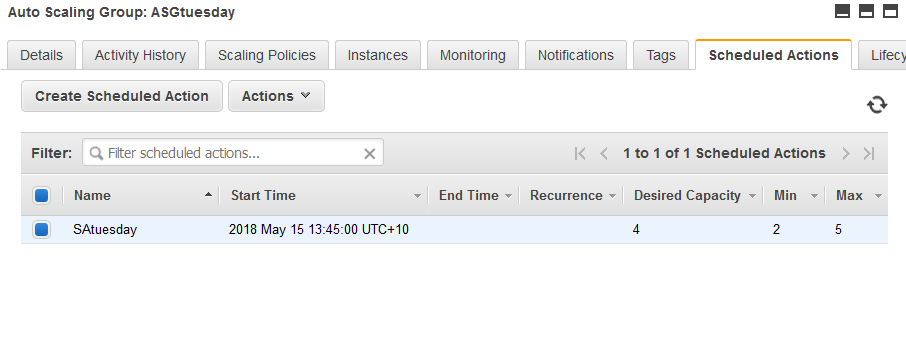 Auto Scaling Group: ASGtuesday
Details Activity History Scaling Policies Instances Monitoring Notifications Tags Scheduled Actions Lifecy
Create Scheduled Action Actions
Filter: Filter scheduled actions... 1 to 1 of 1 Scheduled Actions
Name Start Time End Time Recurrence Desired Capacity Min Max
SAtuesday 2018 May 15 13:45:00 UTC+10 4 2 5